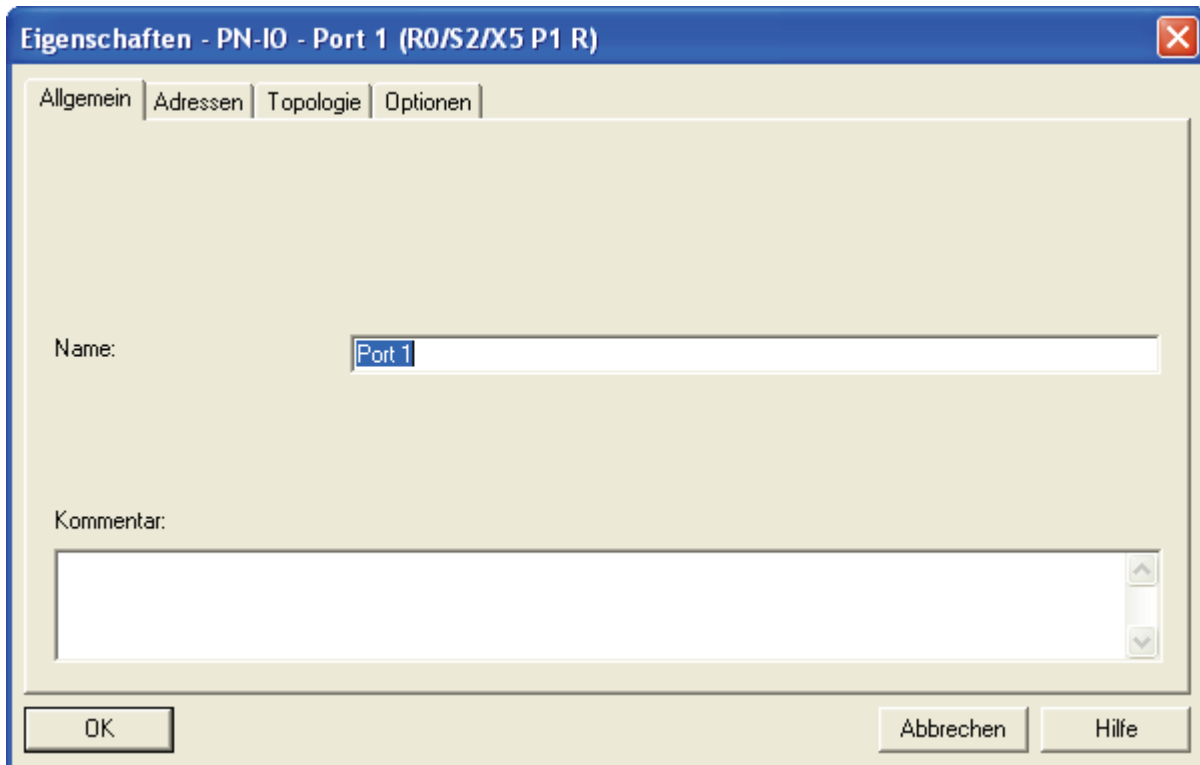 Eigenschaften - PN-IO - Port 1 (R0/S2/X5 P1 R)
Allgemein Adressen Topologie Optionen
Name: Port 1
Kommentar:
OK Abbrechen Hilfe